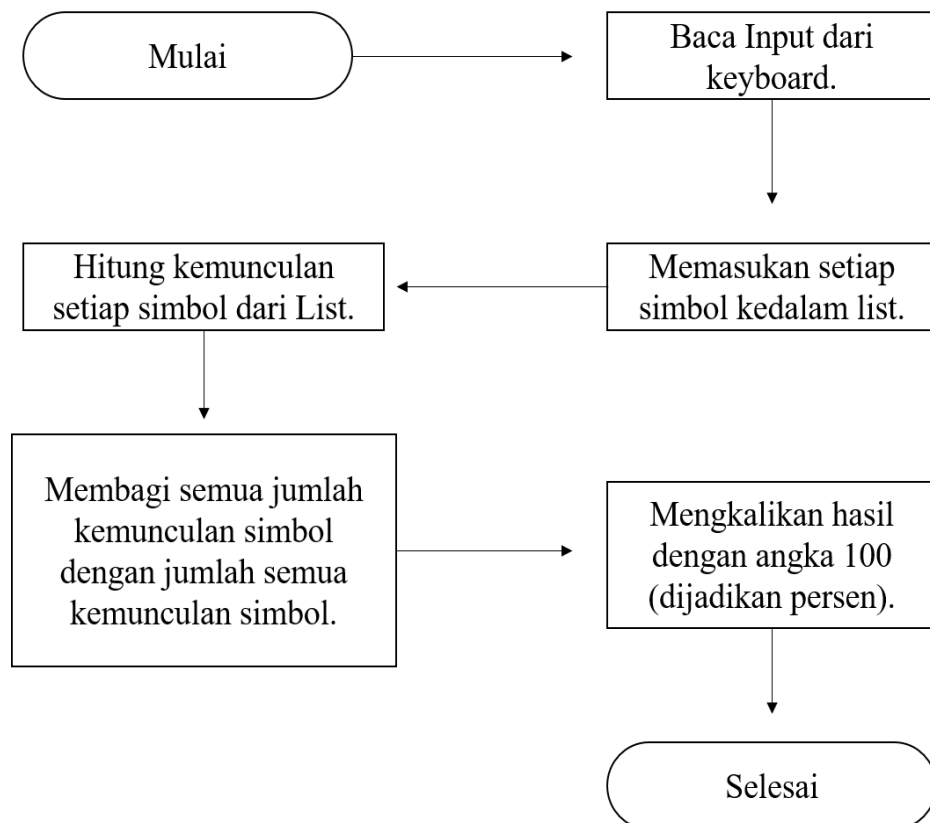 Mulai
Baca Input dari
keyboard.
Memasukan setiap
simbol kedalam list.
Hitung kemunculan
setiap simbol dari List.
Membagi semua jumlah
kemunculan simbol
dengan jumlah semua
kemunculan simbol.
Mengkalikan hasil
dengan angka 100
(dijadikan persen).
Selesai